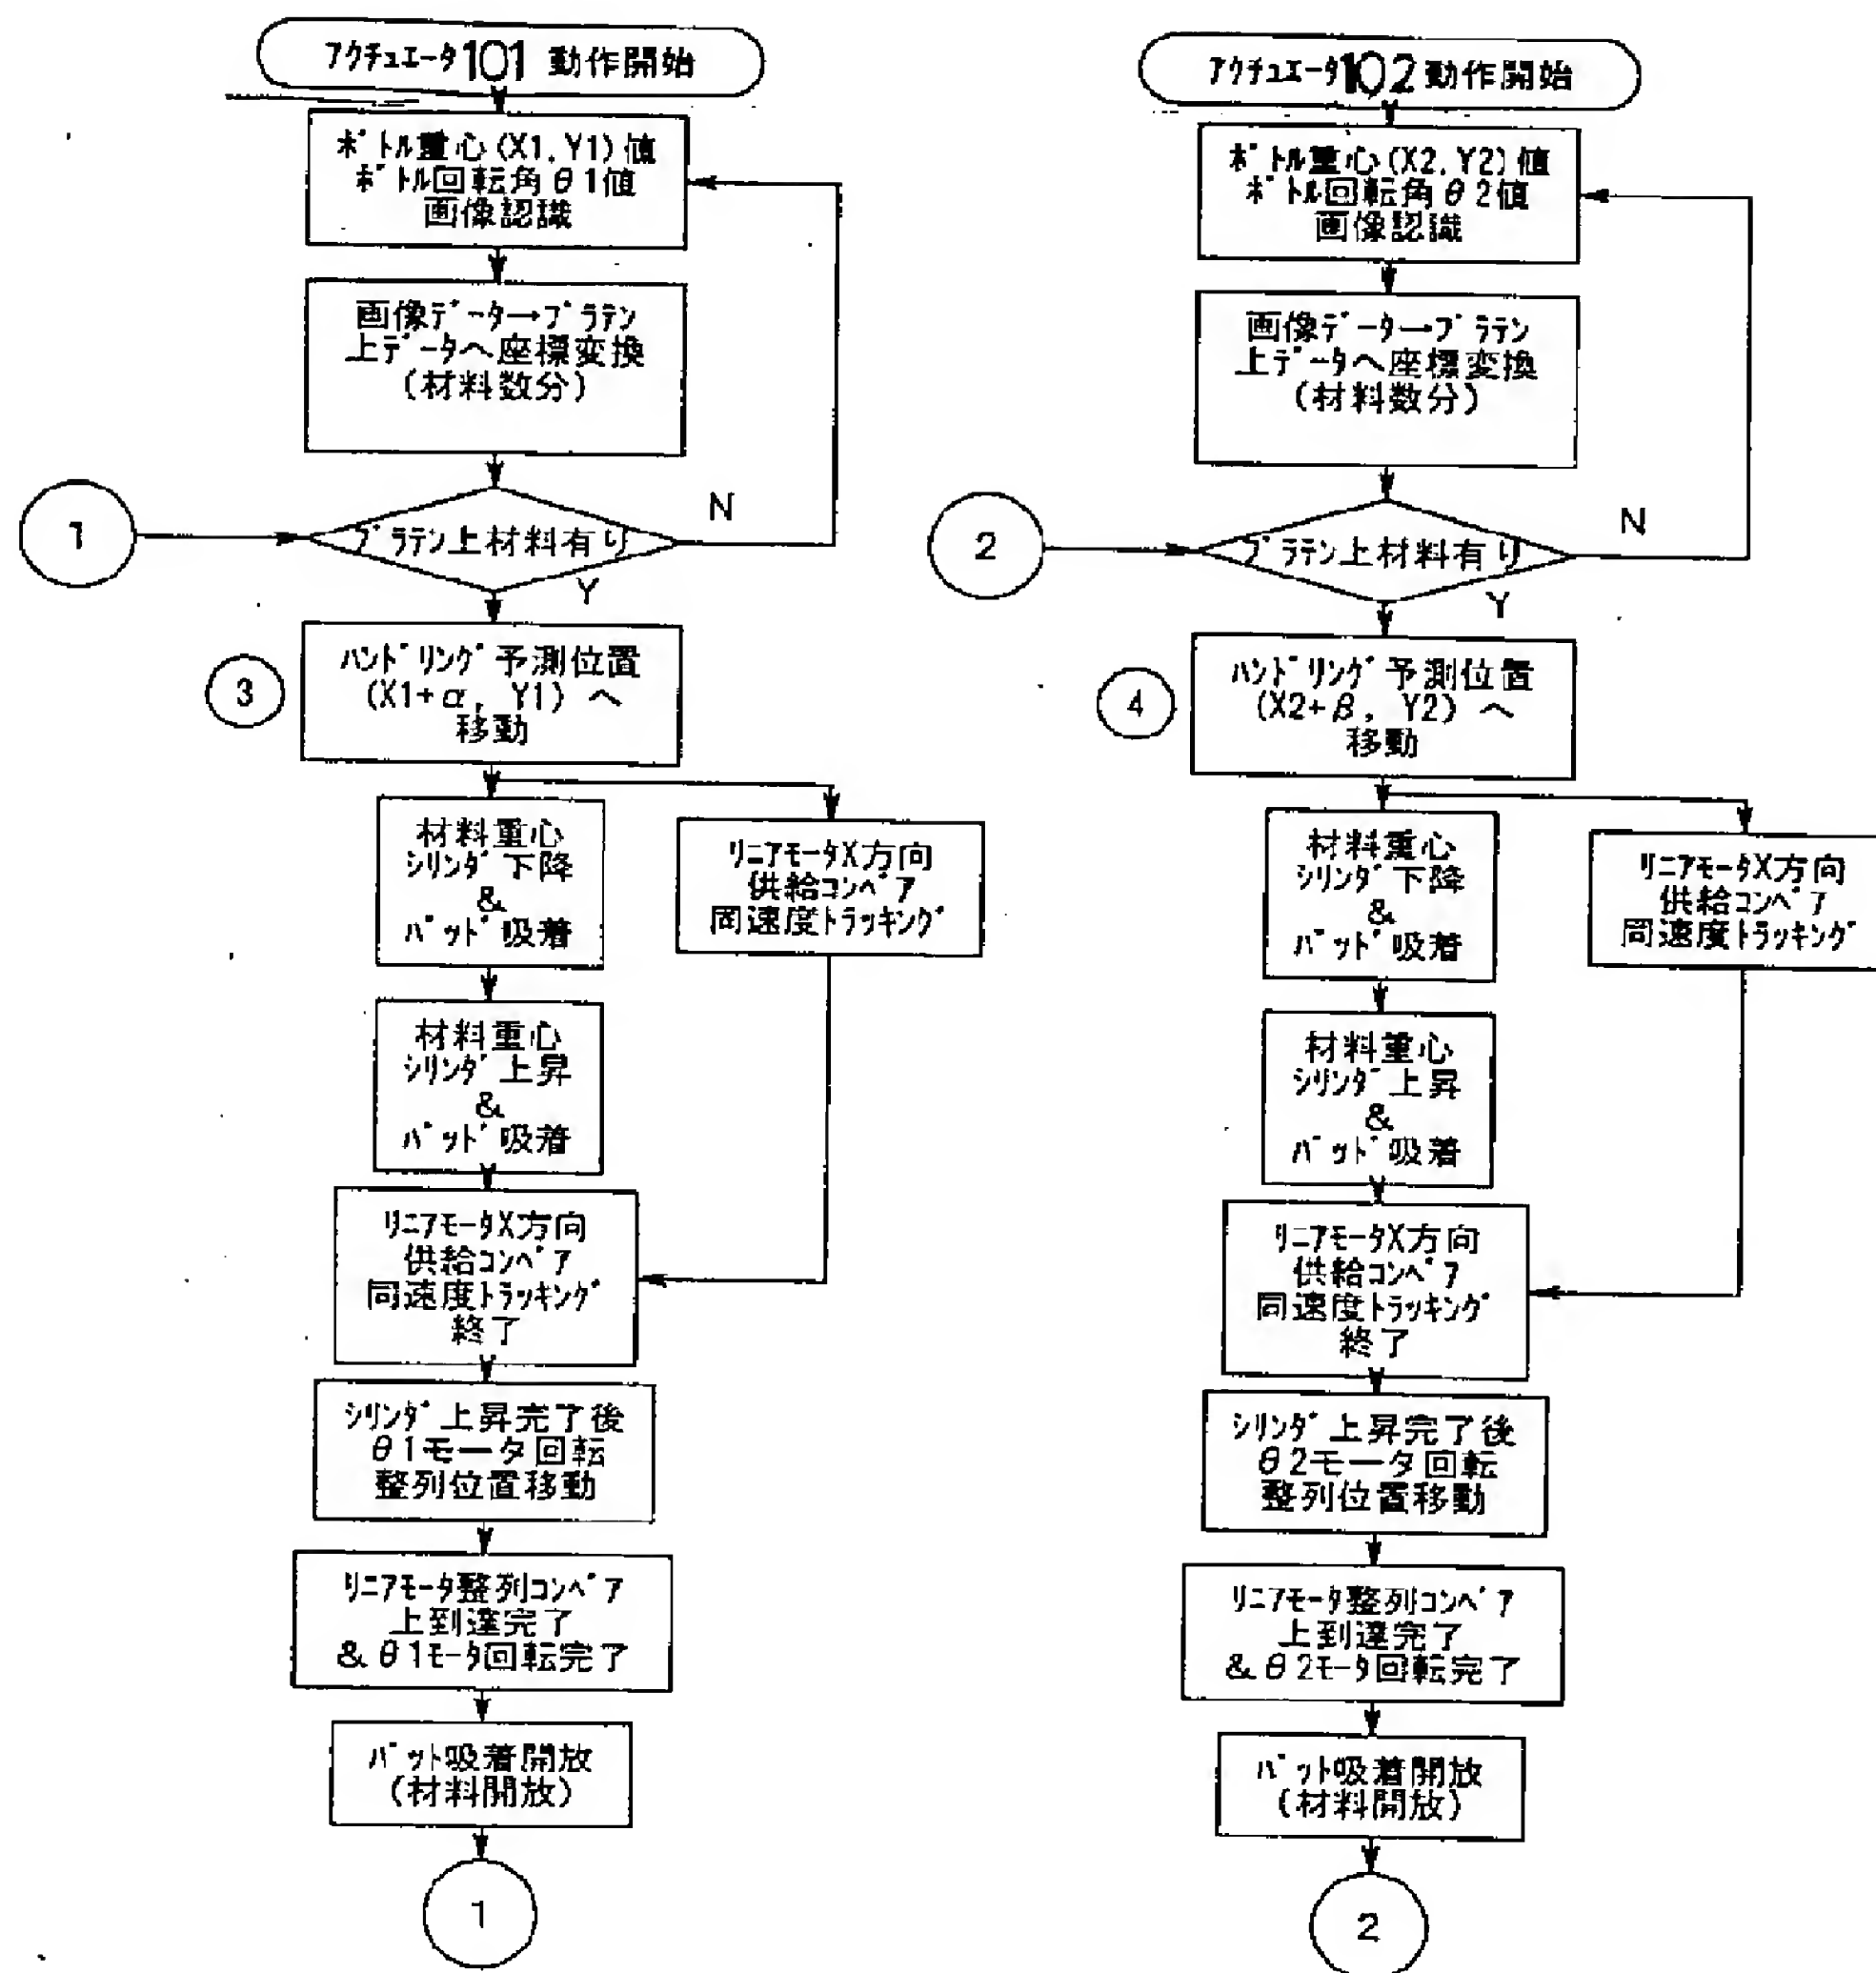 ｱｸﾁｭｴｰﾀ101 動作開始
ﾎﾞﾄﾙ重心(X1,Y1)値
ﾎﾞﾄﾙ回転角θ1値
画像認識
画像ﾃﾞｰﾀ→ﾌﾟﾗﾃﾝ
上ﾃﾞｰﾀへ座標変換
(材料数分)
1
ﾌﾟﾗﾃﾝ上材料有り
N
Y
3
ﾊﾝﾄﾞﾘﾝｸﾞ予測位置
(X1+α, Y1) へ
移動
材料重心
ｼﾘﾝﾀﾞ下降
&
ﾊﾟｯﾄﾞ吸着
ﾘﾆｱﾓｰﾀX方向
供給ｺﾝﾍﾞｱ
同速度ﾄﾗｯｷﾝｸﾞ
材料重心
ｼﾘﾝﾀﾞ上昇
&
ﾊﾟｯﾄﾞ吸着
ﾘﾆｱﾓｰﾀX方向
供給ｺﾝﾍﾞｱ
同速度ﾄﾗｯｷﾝｸﾞ
終了
ｼﾘﾝﾀﾞ上昇完了後
θ1モータ回転
整列位置移動
ﾘﾆｱﾓｰﾀ整列ｺﾝﾍﾞｱ
上到達完了
&θ1ﾓｰﾀ回転完了
ﾊﾟｯﾄ吸着開放
(材料開放)
1
ｱｸﾁｭｴｰﾀ102 動作開始
ﾎﾞﾄﾙ重心(X2,Y2)値
ﾎﾞﾄﾙ回転角θ2値
画像認識
画像ﾃﾞｰﾀ→ﾌﾟﾗﾃﾝ
上ﾃﾞｰﾀへ座標変換
(材料数分)
2
ﾌﾟﾗﾃﾝ上材料有り
N
Y
4
ﾊﾝﾄﾞﾘﾝｸﾞ予測位置
(X2+β, Y2) へ
移動
材料重心
ｼﾘﾝﾀﾞ下降
&
ﾊﾟｯﾄﾞ吸着
ﾘﾆｱﾓｰﾀX方向
供給ｺﾝﾍﾞｱ
同速度ﾄﾗｯｷﾝｸﾞ
材料重心
ｼﾘﾝﾀﾞ上昇
&
ﾊﾟｯﾄﾞ吸着
ﾘﾆｱﾓｰﾀX方向
供給ｺﾝﾍﾞｱ
同速度ﾄﾗｯｷﾝｸﾞ
終了
ｼﾘﾝﾀﾞ上昇完了後
θ2モータ回転
整列位置移動
ﾘﾆｱﾓｰﾀ整列ｺﾝﾍﾞｱ
上到達完了
&θ2ﾓｰﾀ回転完了
ﾊﾟｯﾄ吸着開放
(材料開放)
2